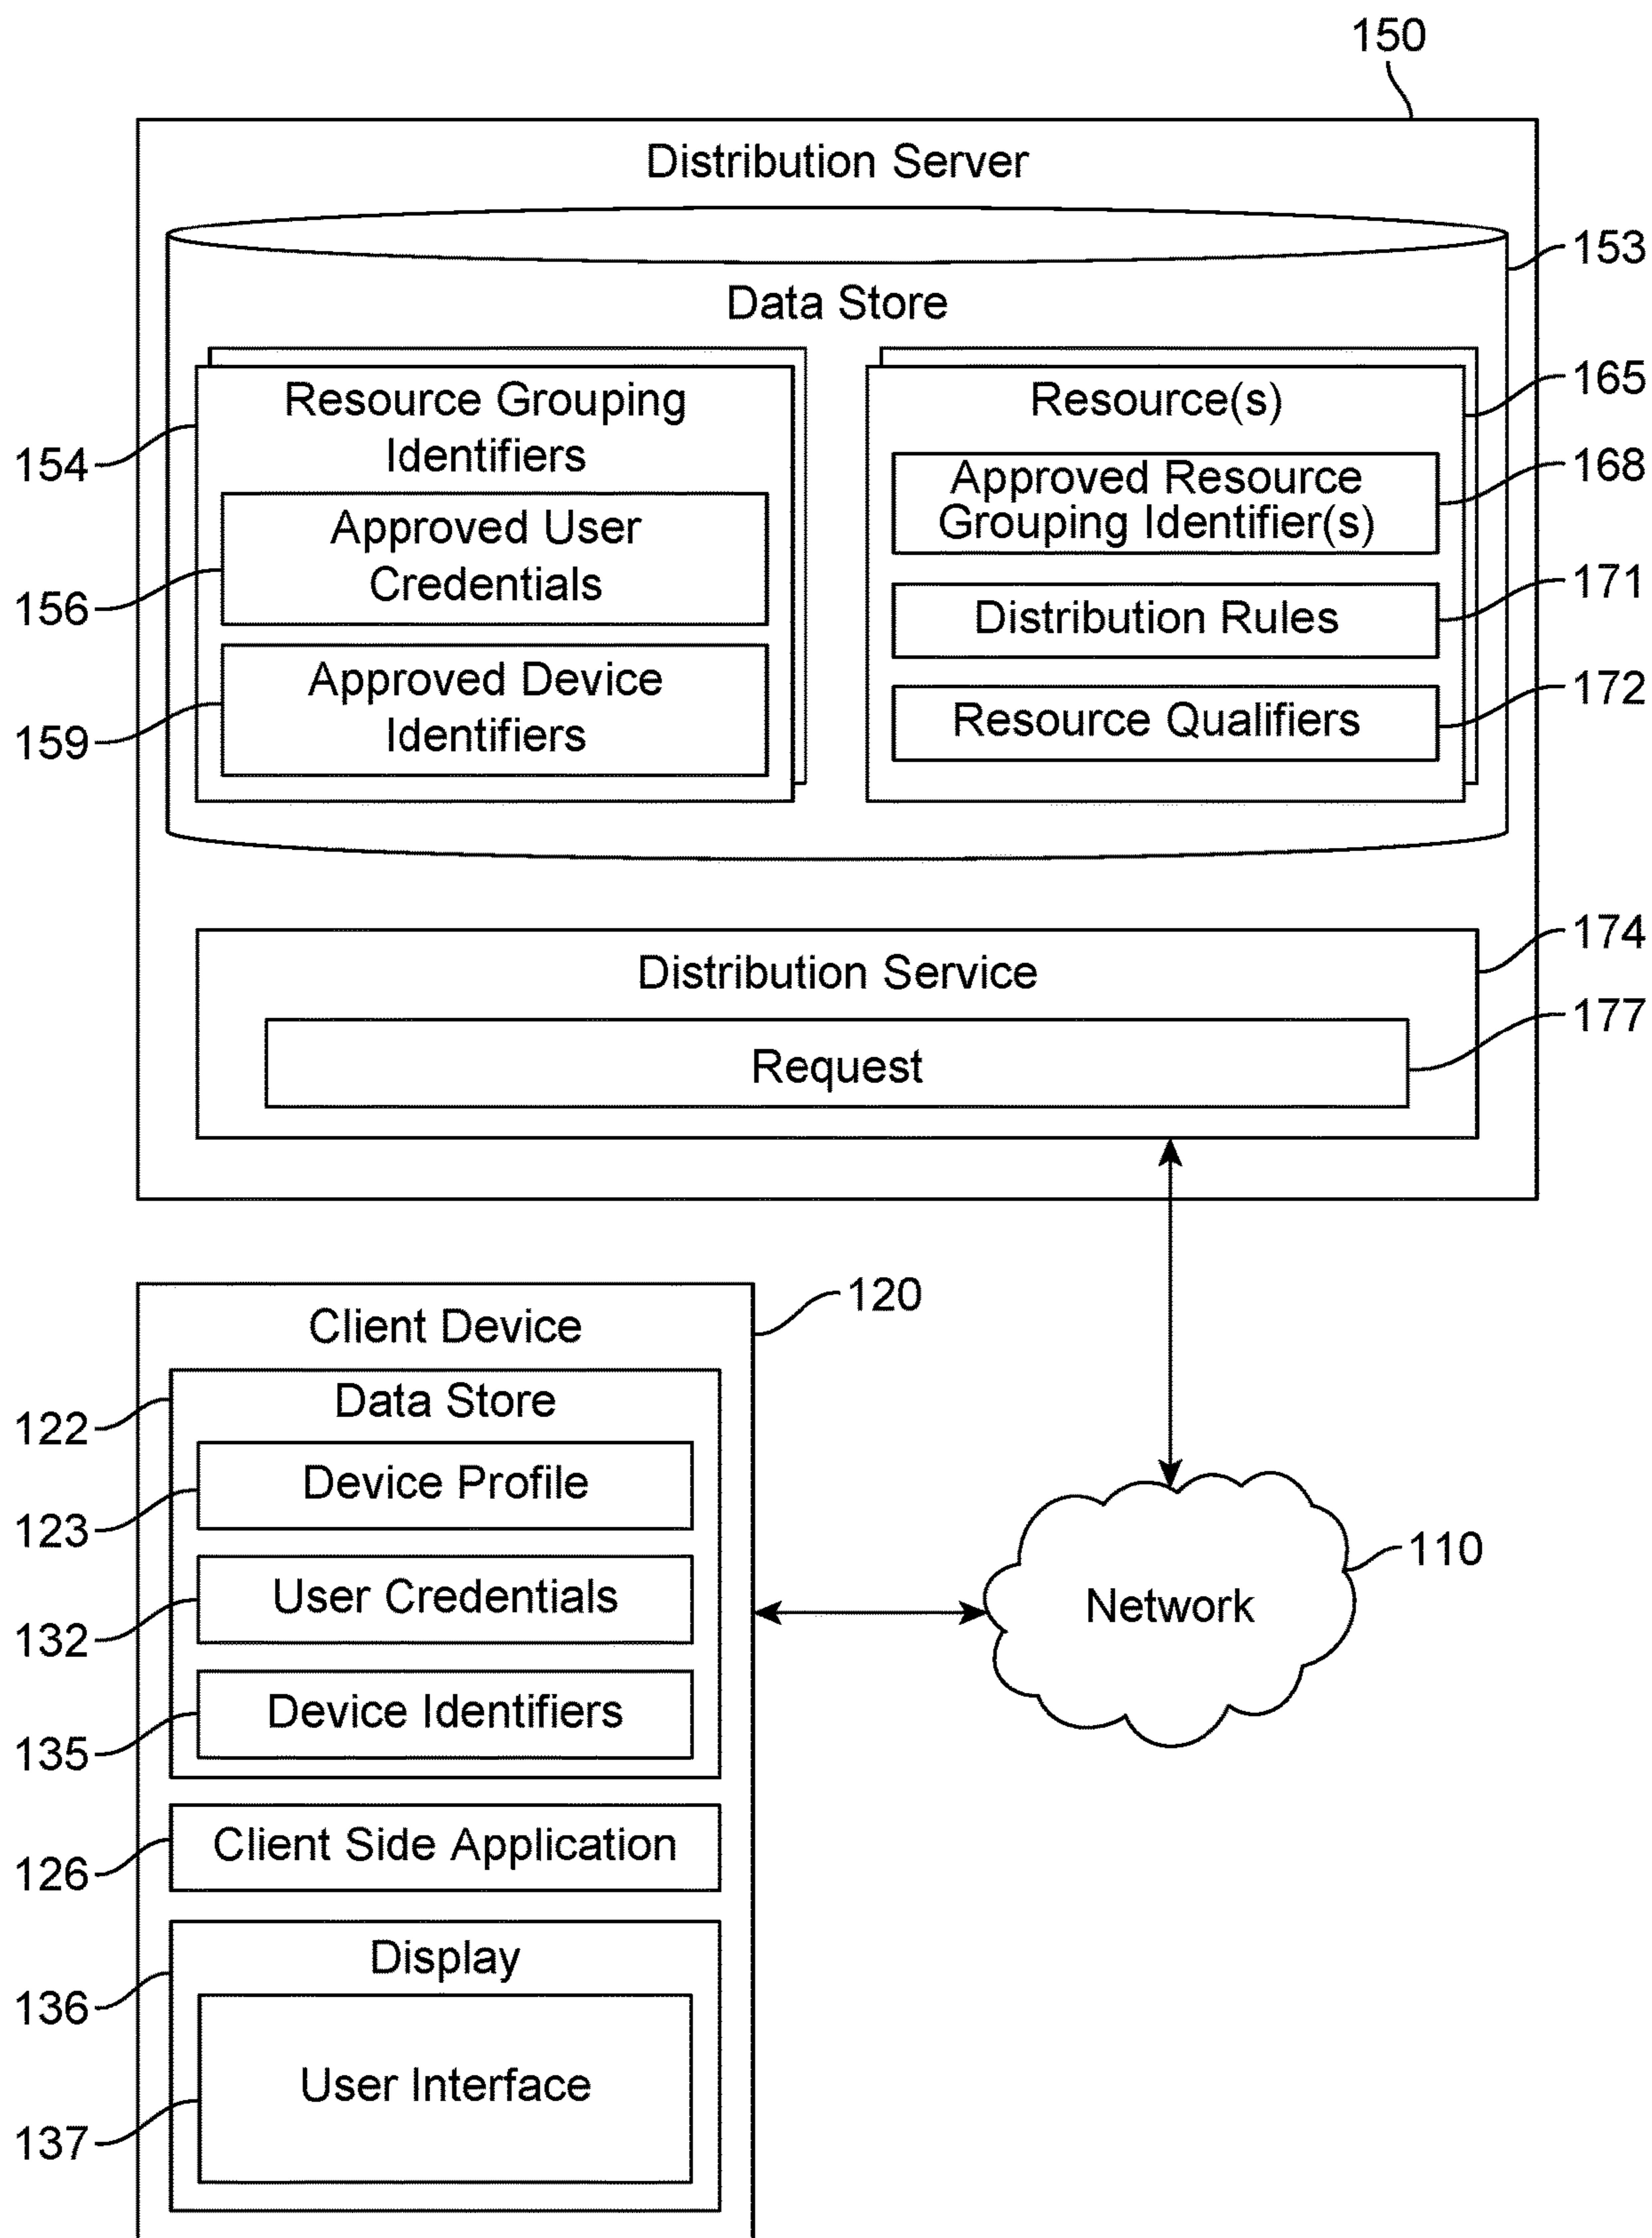 150
Distribution Server
153
Data Store
Resource Grouping
Identifiers
154
Approved User
Credentials
156
Approved Device
Identifiers
159
Resource(s)
165
Approved Resource
Grouping Identifier(s)
168
Distribution Rules
171
Resource Qualifiers
172
Distribution Service
174
Request
177
Client Device
120
Data Store
122
Device Profile
123
User Credentials
132
Device Identifiers
135
Client Side Application
126
Display
136
User Interface
137
Network
110